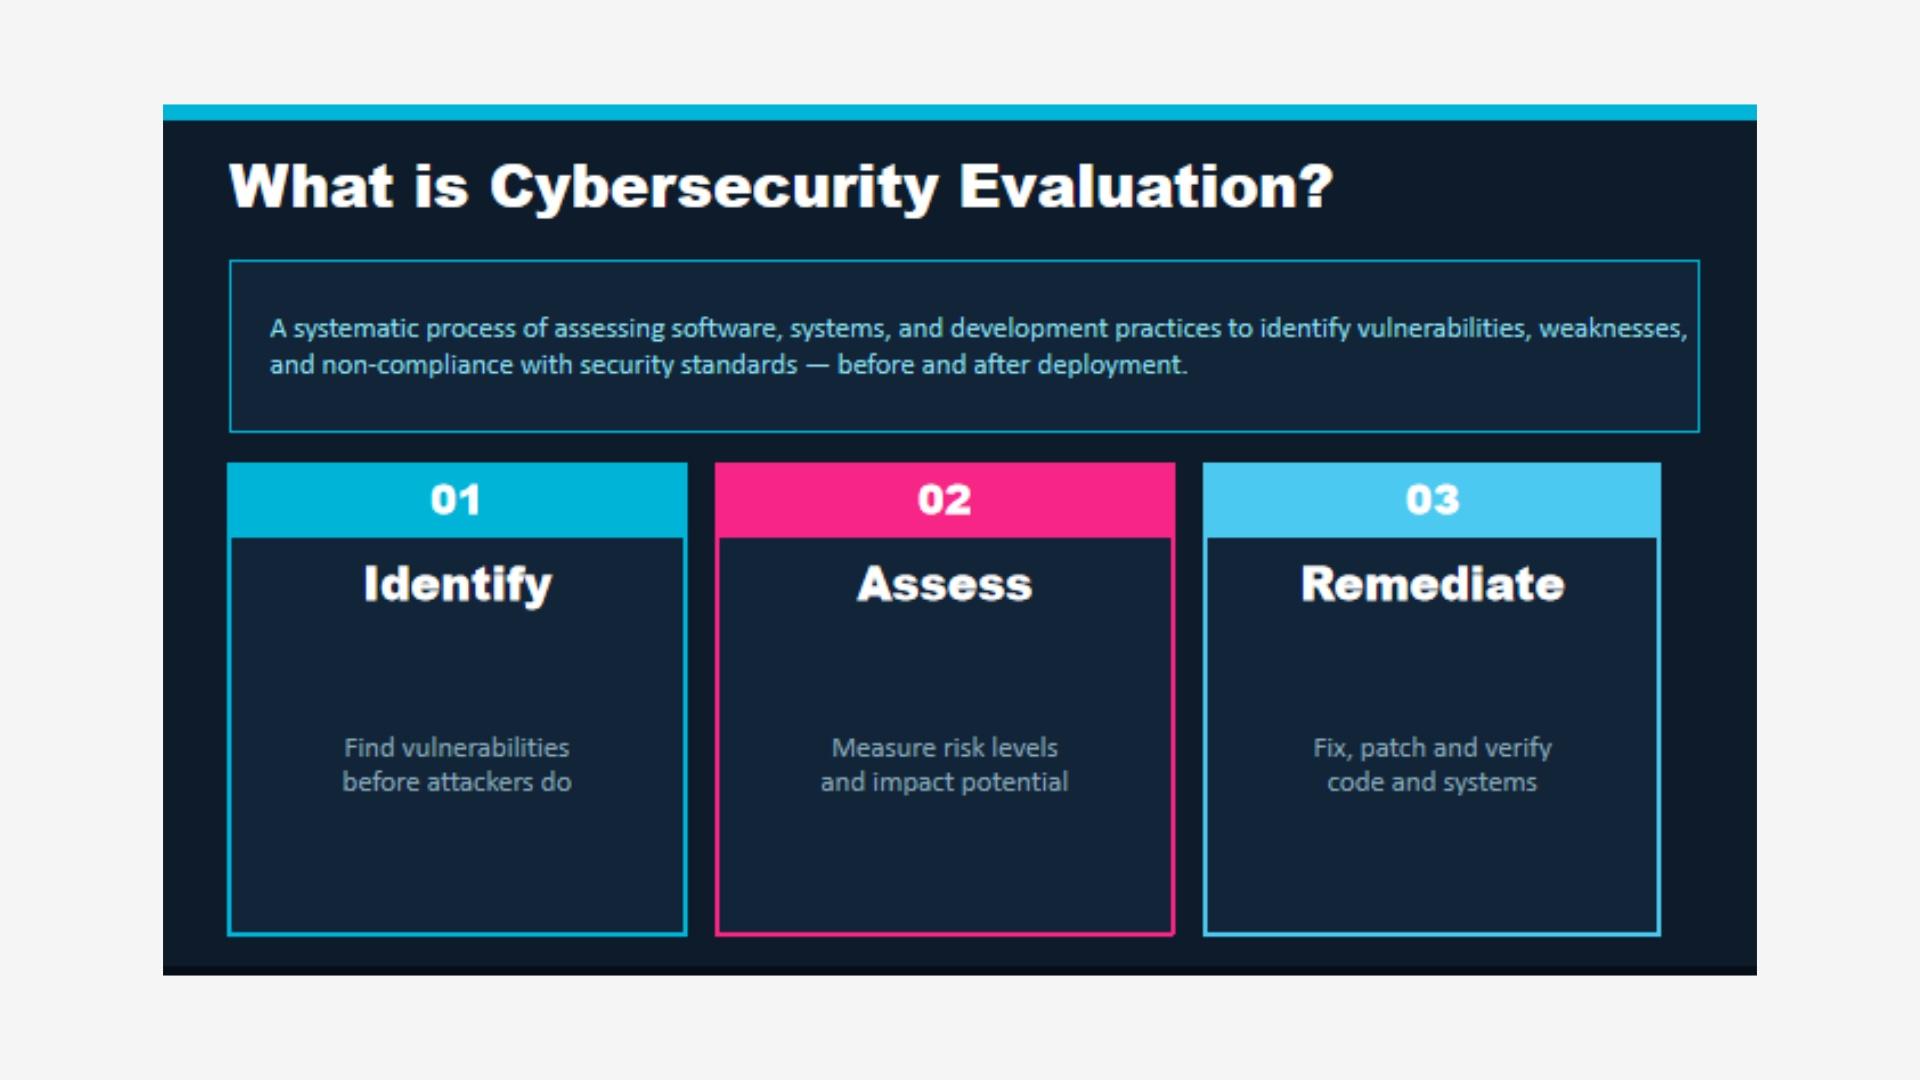 What is Cybersecurity Evaluation?
A systematic process of assessing software, systems, and development practices to identify vulnerabilities, weaknesses,
and non-compliance with security standards — before and after deployment.
01
Identify
Find vulnerabilities
before attackers do
02
Assess
Measure risk levels
and impact potential
03
Remediate
Fix, patch and verify
code and systems